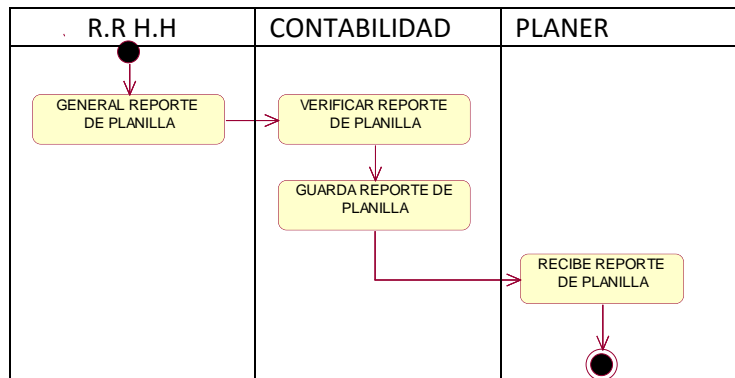 R.R H.H
CONTABILIDAD
PLANER
GENERAL REPORTE
DE PLANILLA
VERIFICAR REPORTE
DE PLANILLA
GUARDA REPORTE DE
PLANILLA
RECIBE REPORTE
DE PLANILLA